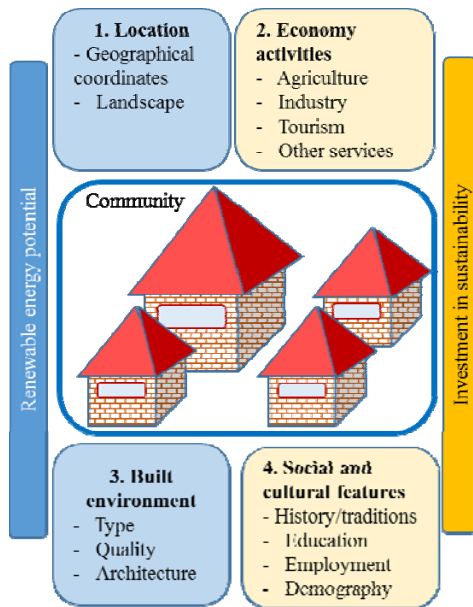 1. Location
- Geographical
coordinates
- Landscape
2. Economy
activities
- Agriculture
- Industry
- Tourism
- Other services
Renewable energy potential
Community
Investment in sustainability
3. Built
environment
- Type
- Quality
- Architecture
4. Social and
cultural features
- History/traditions
- Education
- Employment
- Demography